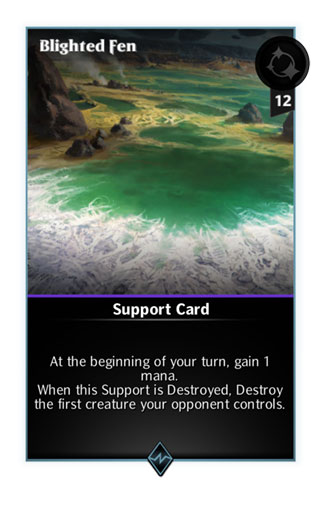 Blighted Fen
12
Support Card
At the beginning of your turn, gain 1
mana.
When this Support is Destroyed, Destroy
the first creature your opponent controls.